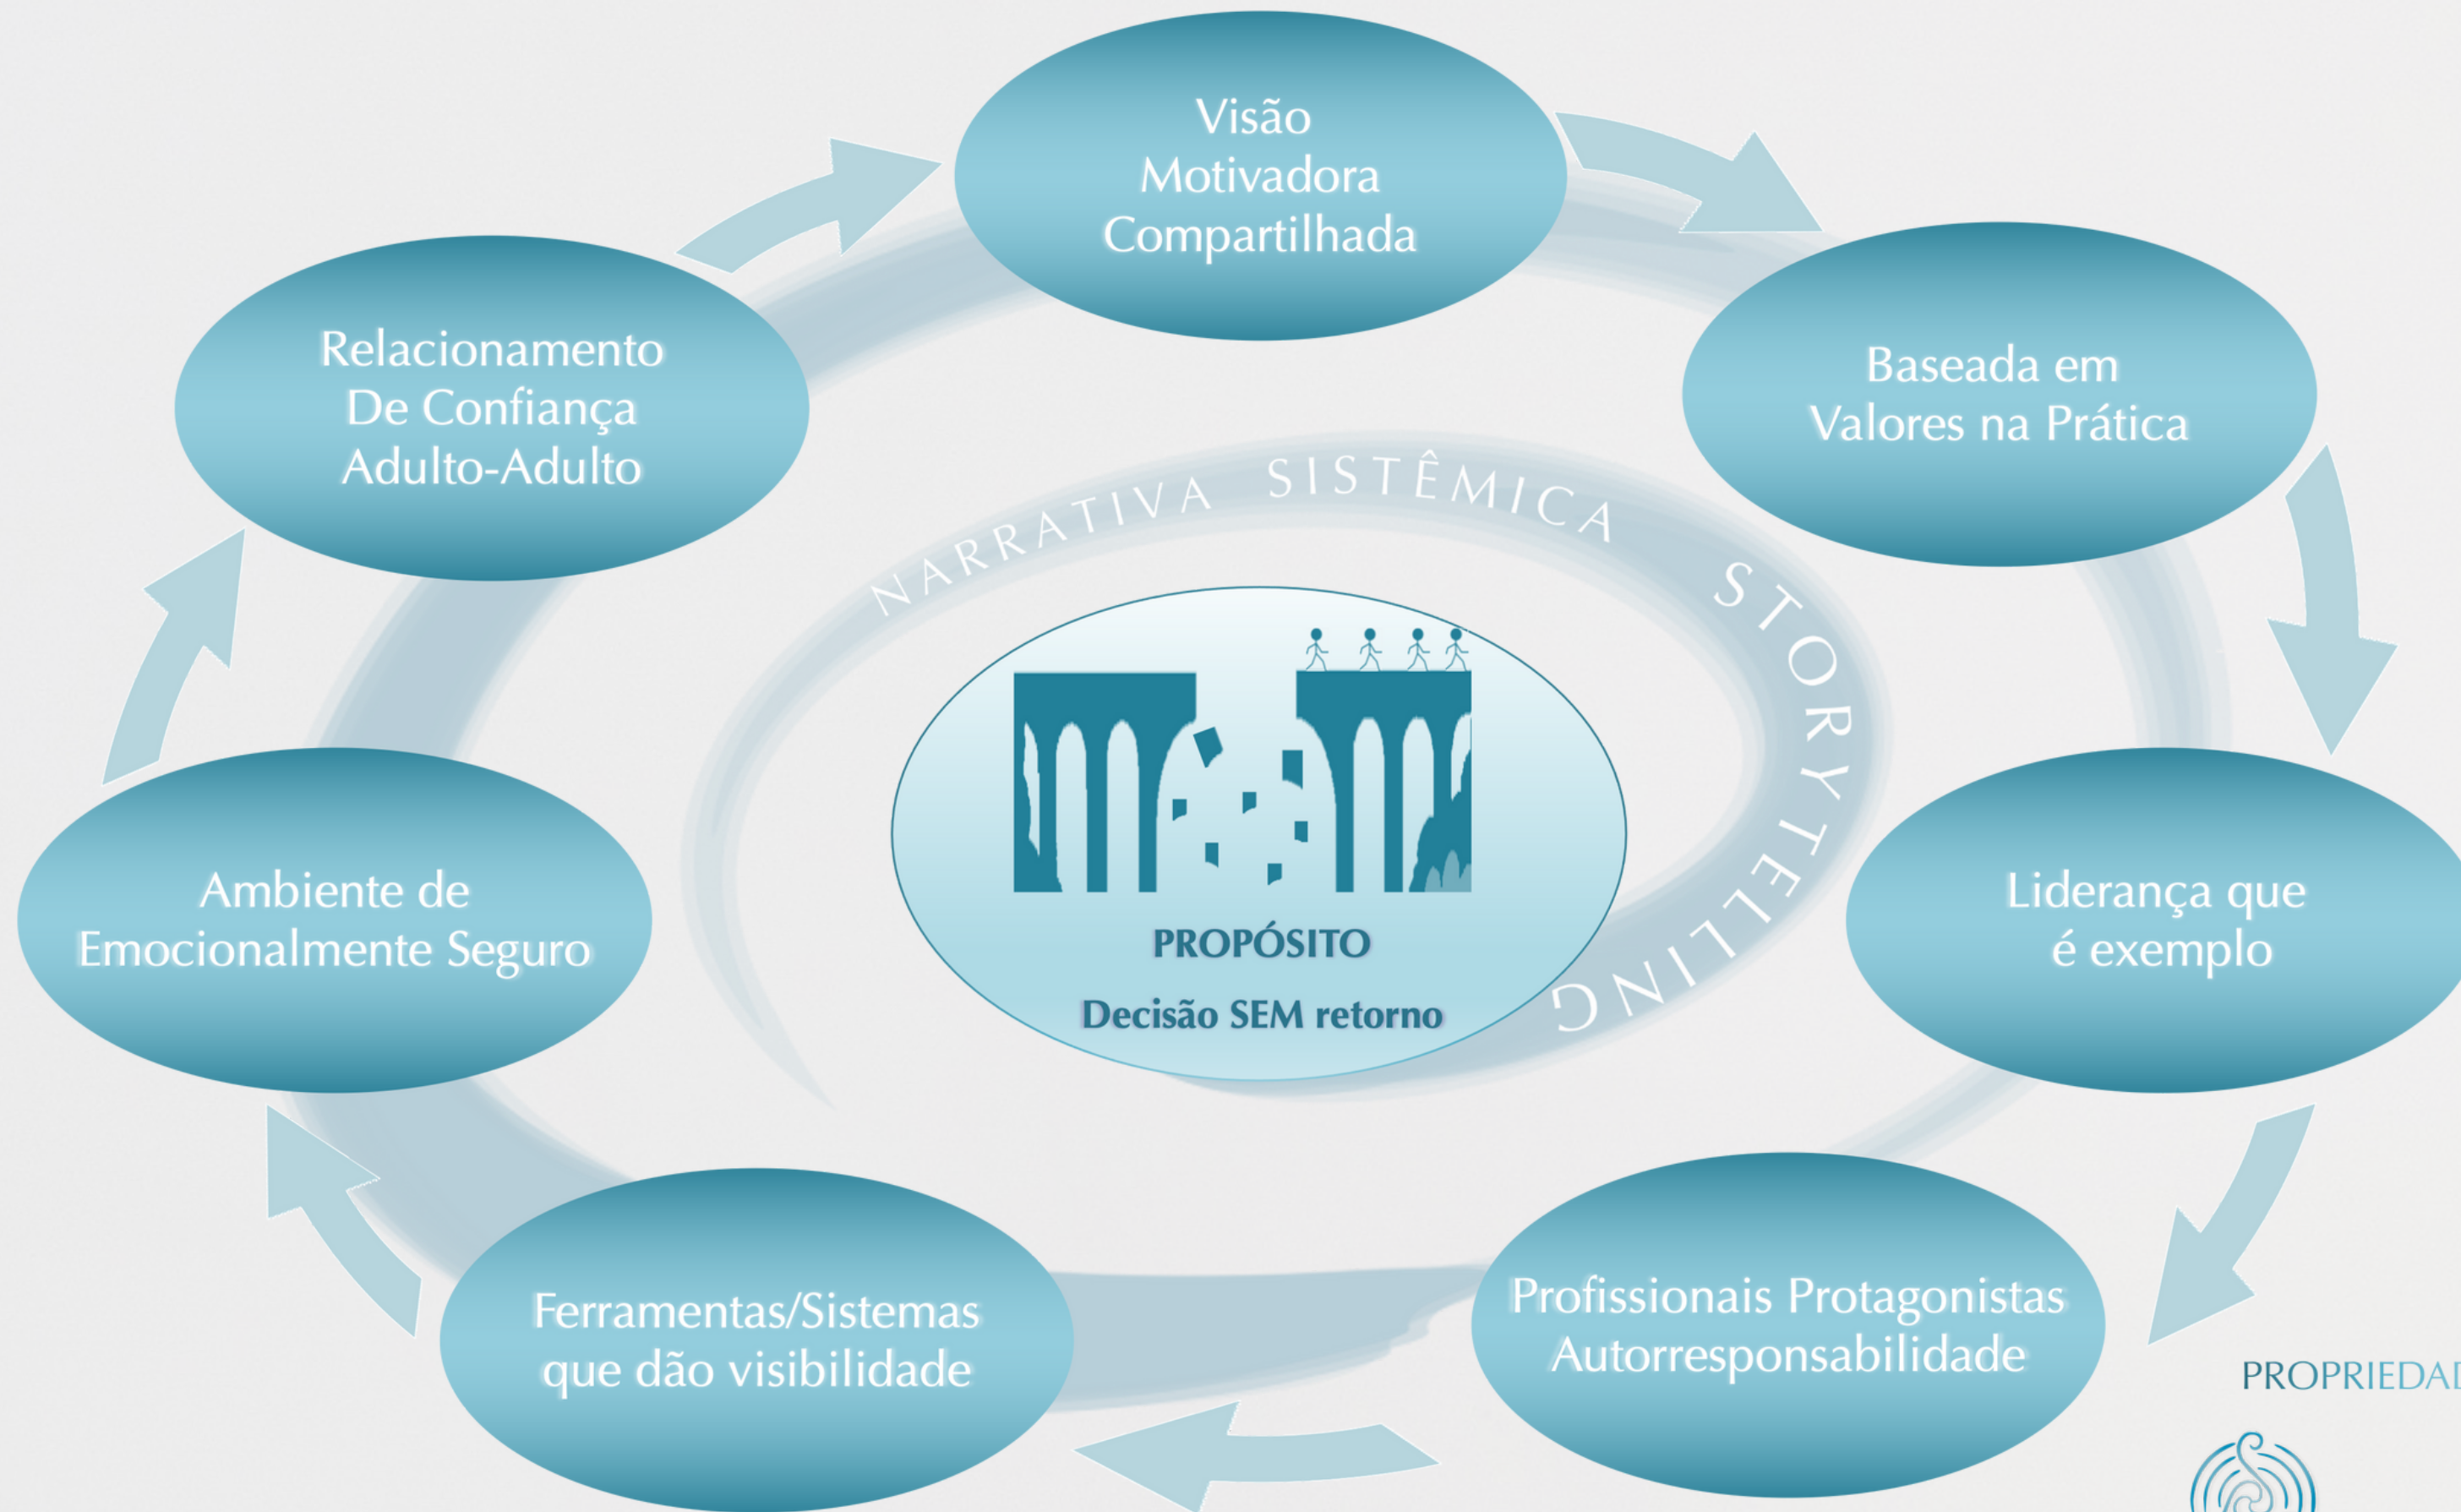 Visão
Motivadora
Compartilhada
Baseada em
Valores na Prática
Liderança que
é exemplo
Profissionais Protagonistas
Autorresponsabilidade
Ferramentas/Sistemas
que dão visibilidade
Ambiente de
Emocionalmente Seguro
Relacionamento
De Confiança
Adulto-Adulto
NARRATIVA SISTÊMICA STORYTELLING
PROPÓSITO
Decisão SEM retorno